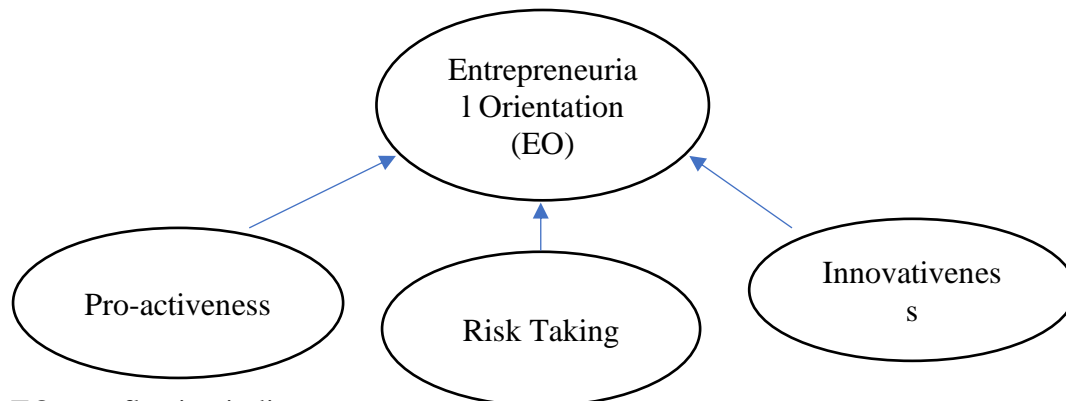 Entrepreneuria
l Orientation
(EO)
Pro-activeness
Risk Taking
Innovativenes
s